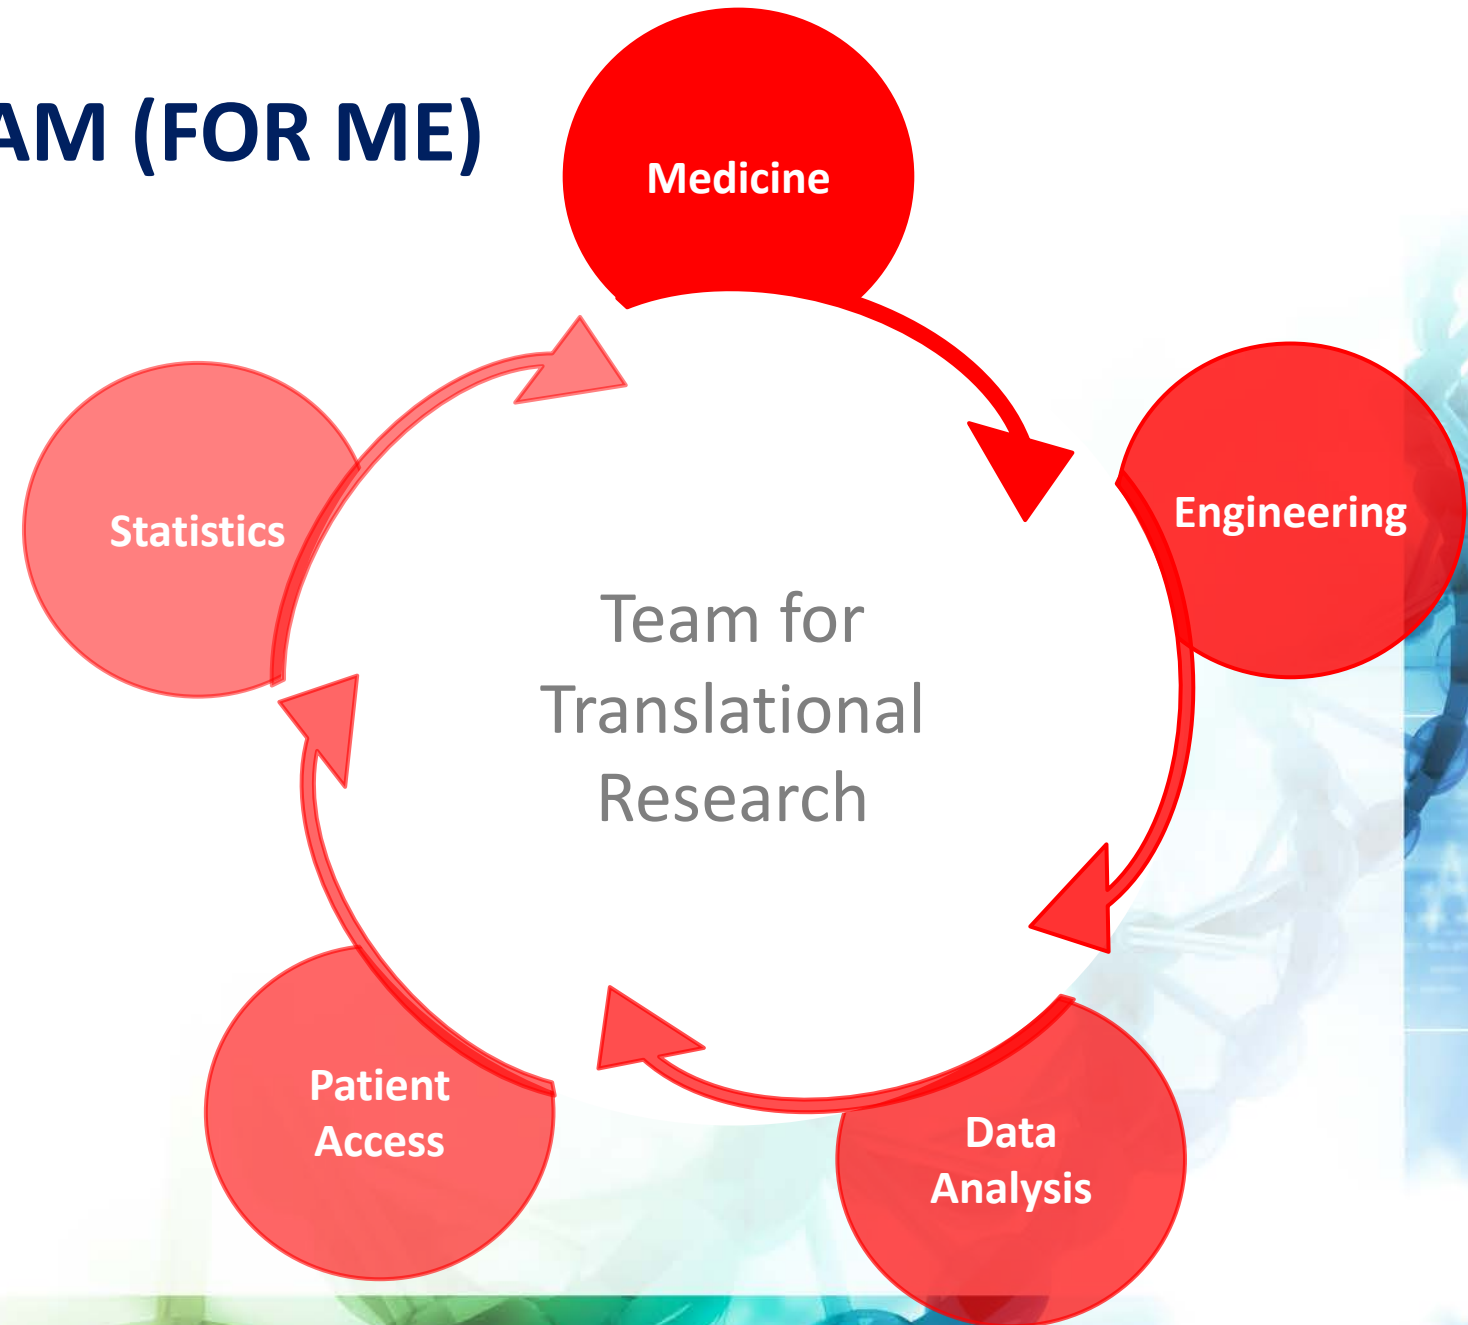 AM (FOR ME)
Medicine
Engineering
Statistics
Team for
Translational
Research
Patient
Access
Data
Analysis